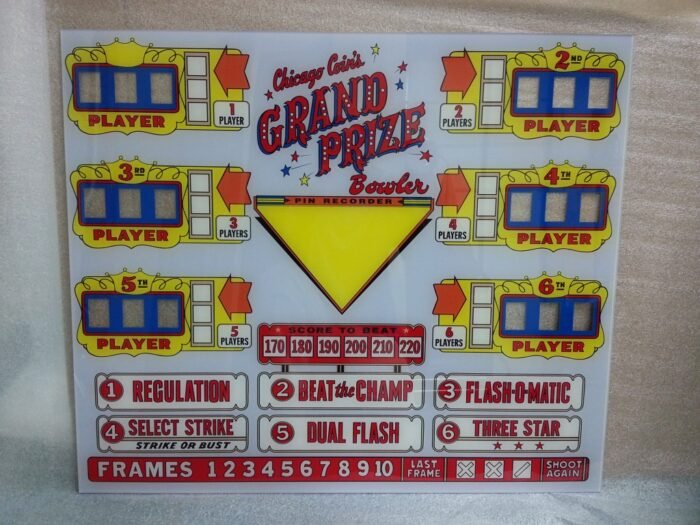 Chicago Coin's
GRAND
PRIZE
Bowler
PIN RECORDER
PLAYER
1
PLAYER
2
PLAYERS
2ND
PLAYER
3RD
PLAYER
3
PLAYERS
4
PLAYERS
4TH
PLAYER
5TH
PLAYER
5
PLAYERS
6
PLAYERS
6TH
PLAYER
SCORE TO BEAT
170 180 190 200 210 220
1 REGULATION
2 BEAT the CHAMP
3 FLASH-O-MATIC
4 SELECT STRIKE
STRIKE OR BUST
5 DUAL FLASH
6 THREE STAR
FRAMES 1 2 3 4 5 6 7 8 9 10 LAST FRAME X X / SHOOT AGAIN